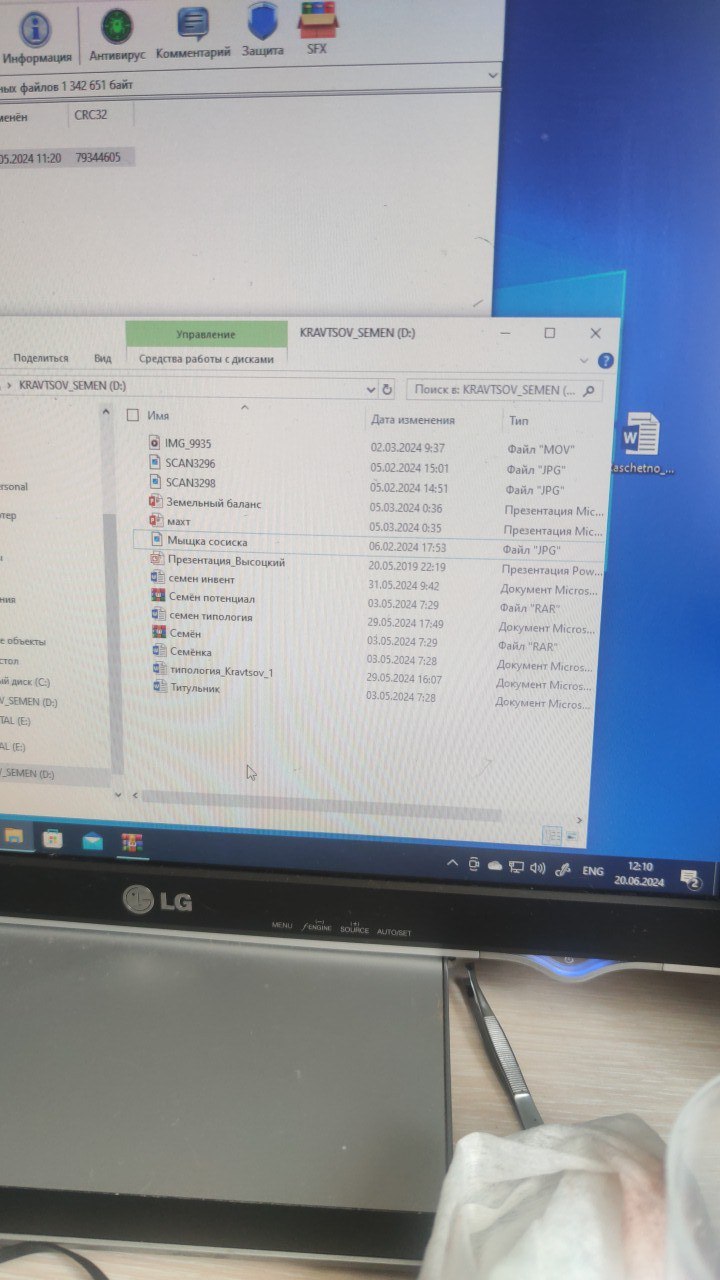 Информация Антивирус Комментарий Защита SFX
ных файлов 1 342 651 байт
менён CRC32
05.2024 11:20 79344605
Управление KRAVTSOV_SEMEN (D:)
Поделиться Вид Средства работы с дисками
KRAVTSOV_SEMEN (D:) Поиск в: KRAVTSOV_SEMEN (...
Имя Дата изменения Тип
IMG_9935 02.03.2024 9:37 Файл "MOV"
SCAN3296 05.02.2024 15:01 Файл "JPG"
SCAN3298 05.02.2024 14:51 Файл "JPG"
Земельный баланс 05.03.2024 0:36 Презентация Mic...
махт 05.03.2024 0:35 Презентация Mic...
Мыщка сосиска 06.02.2024 17:53 Файл "JPG"
Презентация_Высоцкий 20.05.2019 22:19 Презентация Pow...
семен инвент 31.05.2024 9:42 Документ Micros...
Семён потенциал 03.05.2024 7:29 Файл "RAR"
семен типология 29.05.2024 17:49 Документ Micros...
Семён 03.05.2024 7:29 Файл "RAR"
Семёнка 03.05.2024 7:28 Документ Micros...
типология_Kravtsov_1 29.05.2024 16:07 Документ Micros...
Титульник 03.05.2024 7:28 Документ Micros...
rsonal
тер
ния
е объекты
стол
ый диск (C:)
V_SEMEN (D:)
TAL (E:)
AL (E:)
_SEMEN (D:)
W
aschetno_...
ENG 12:10
20.06.2024
2
LG
MENU ƒ-ENGINE SOURCE AUTO/SET